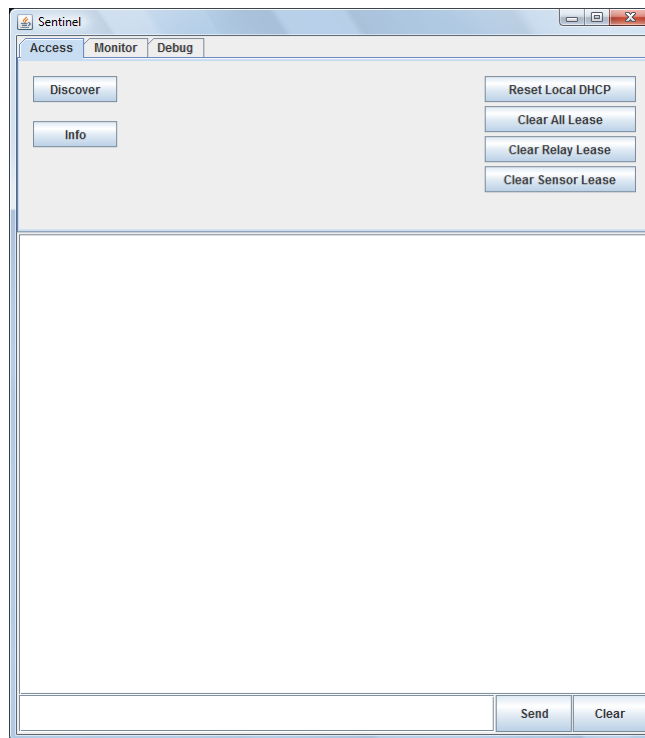 Sentinel
Access Monitor Debug
Discover
Info
Reset Local DHCP
Clear All Lease
Clear Relay Lease
Clear Sensor Lease
Send Clear